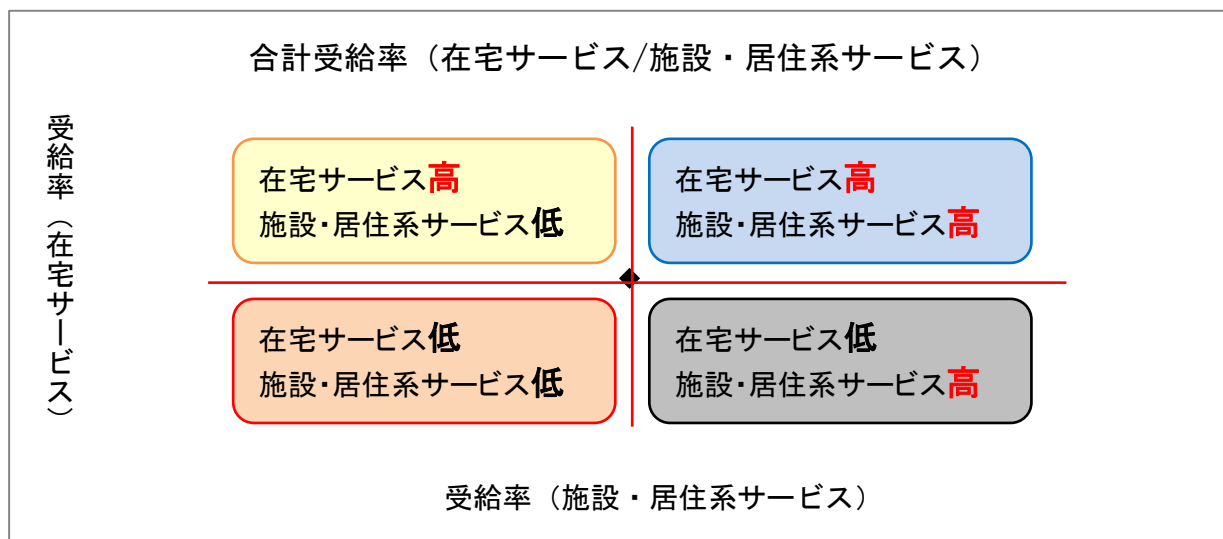 合計受給率（在宅サービス/施設・居住系サービス）
受給率（在宅サービス）
在宅サービス高
施設・居住系サービス低
在宅サービス高
施設・居住系サービス高
在宅サービス低
施設・居住系サービス低
在宅サービス低
施設・居住系サービス高
受給率（施設・居住系サービス）